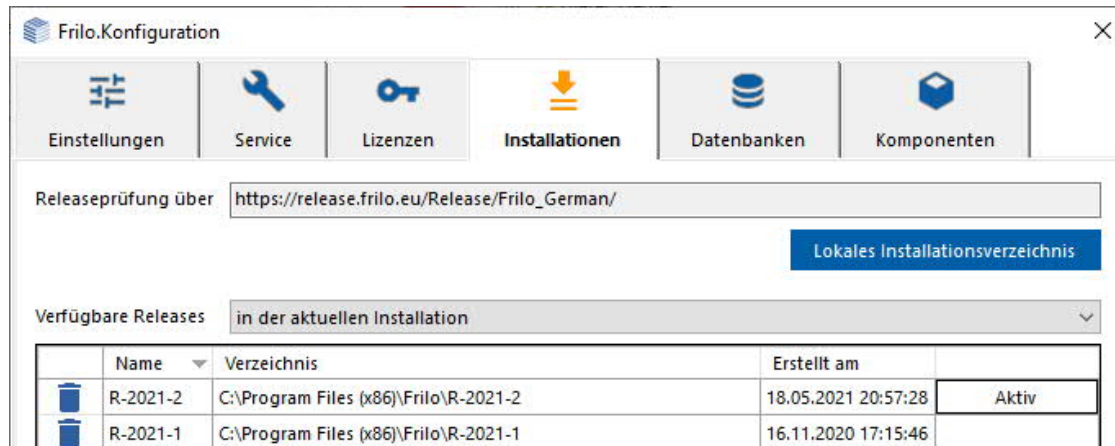 Frilo.Konfiguration
Einstellungen Service Lizenzen Installationen Datenbanken Komponenten
Releaseprüfung über https://release.frilo.eu/Release/Frilo_German/
Lokales Installationsverzeichnis
Verfügbare Releases in der aktuellen Installation
Name Verzeichnis Erstellt am
R-2021-2 C:\Program Files (x86)\Frilo\R-2021-2 18.05.2021 20:57:28 Aktiv
R-2021-1 C:\Program Files (x86)\Frilo\R-2021-1 16.11.2020 17:15:46